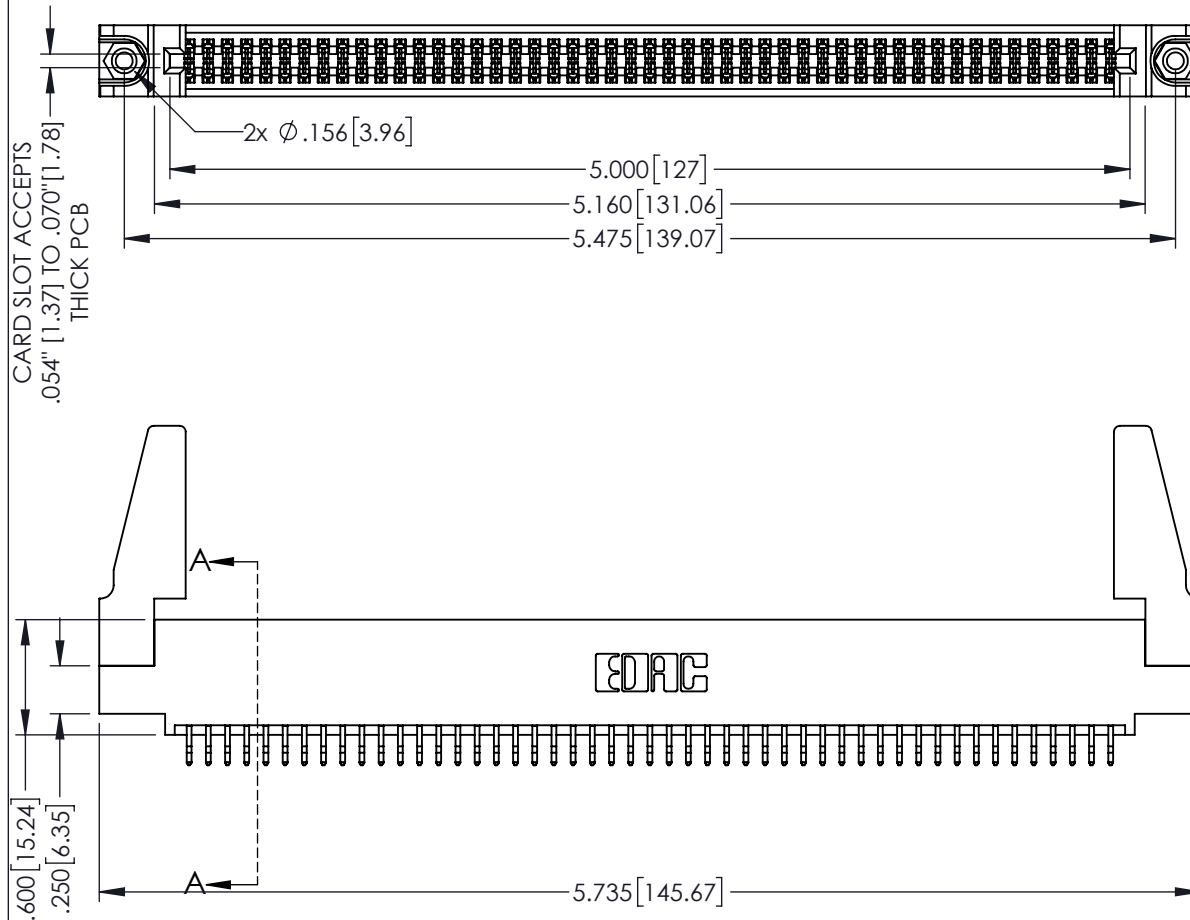 2x Ø .156[3.96]
5.000[127]
5.160[131.06]
5.475[139.07]
CARD SLOT ACCEPTS
.054" [1.37] TO .070"[1.78]
THICK PCB
A
EDAC
.600[15.24]
.250[6.35]
A
5.735[145.67]